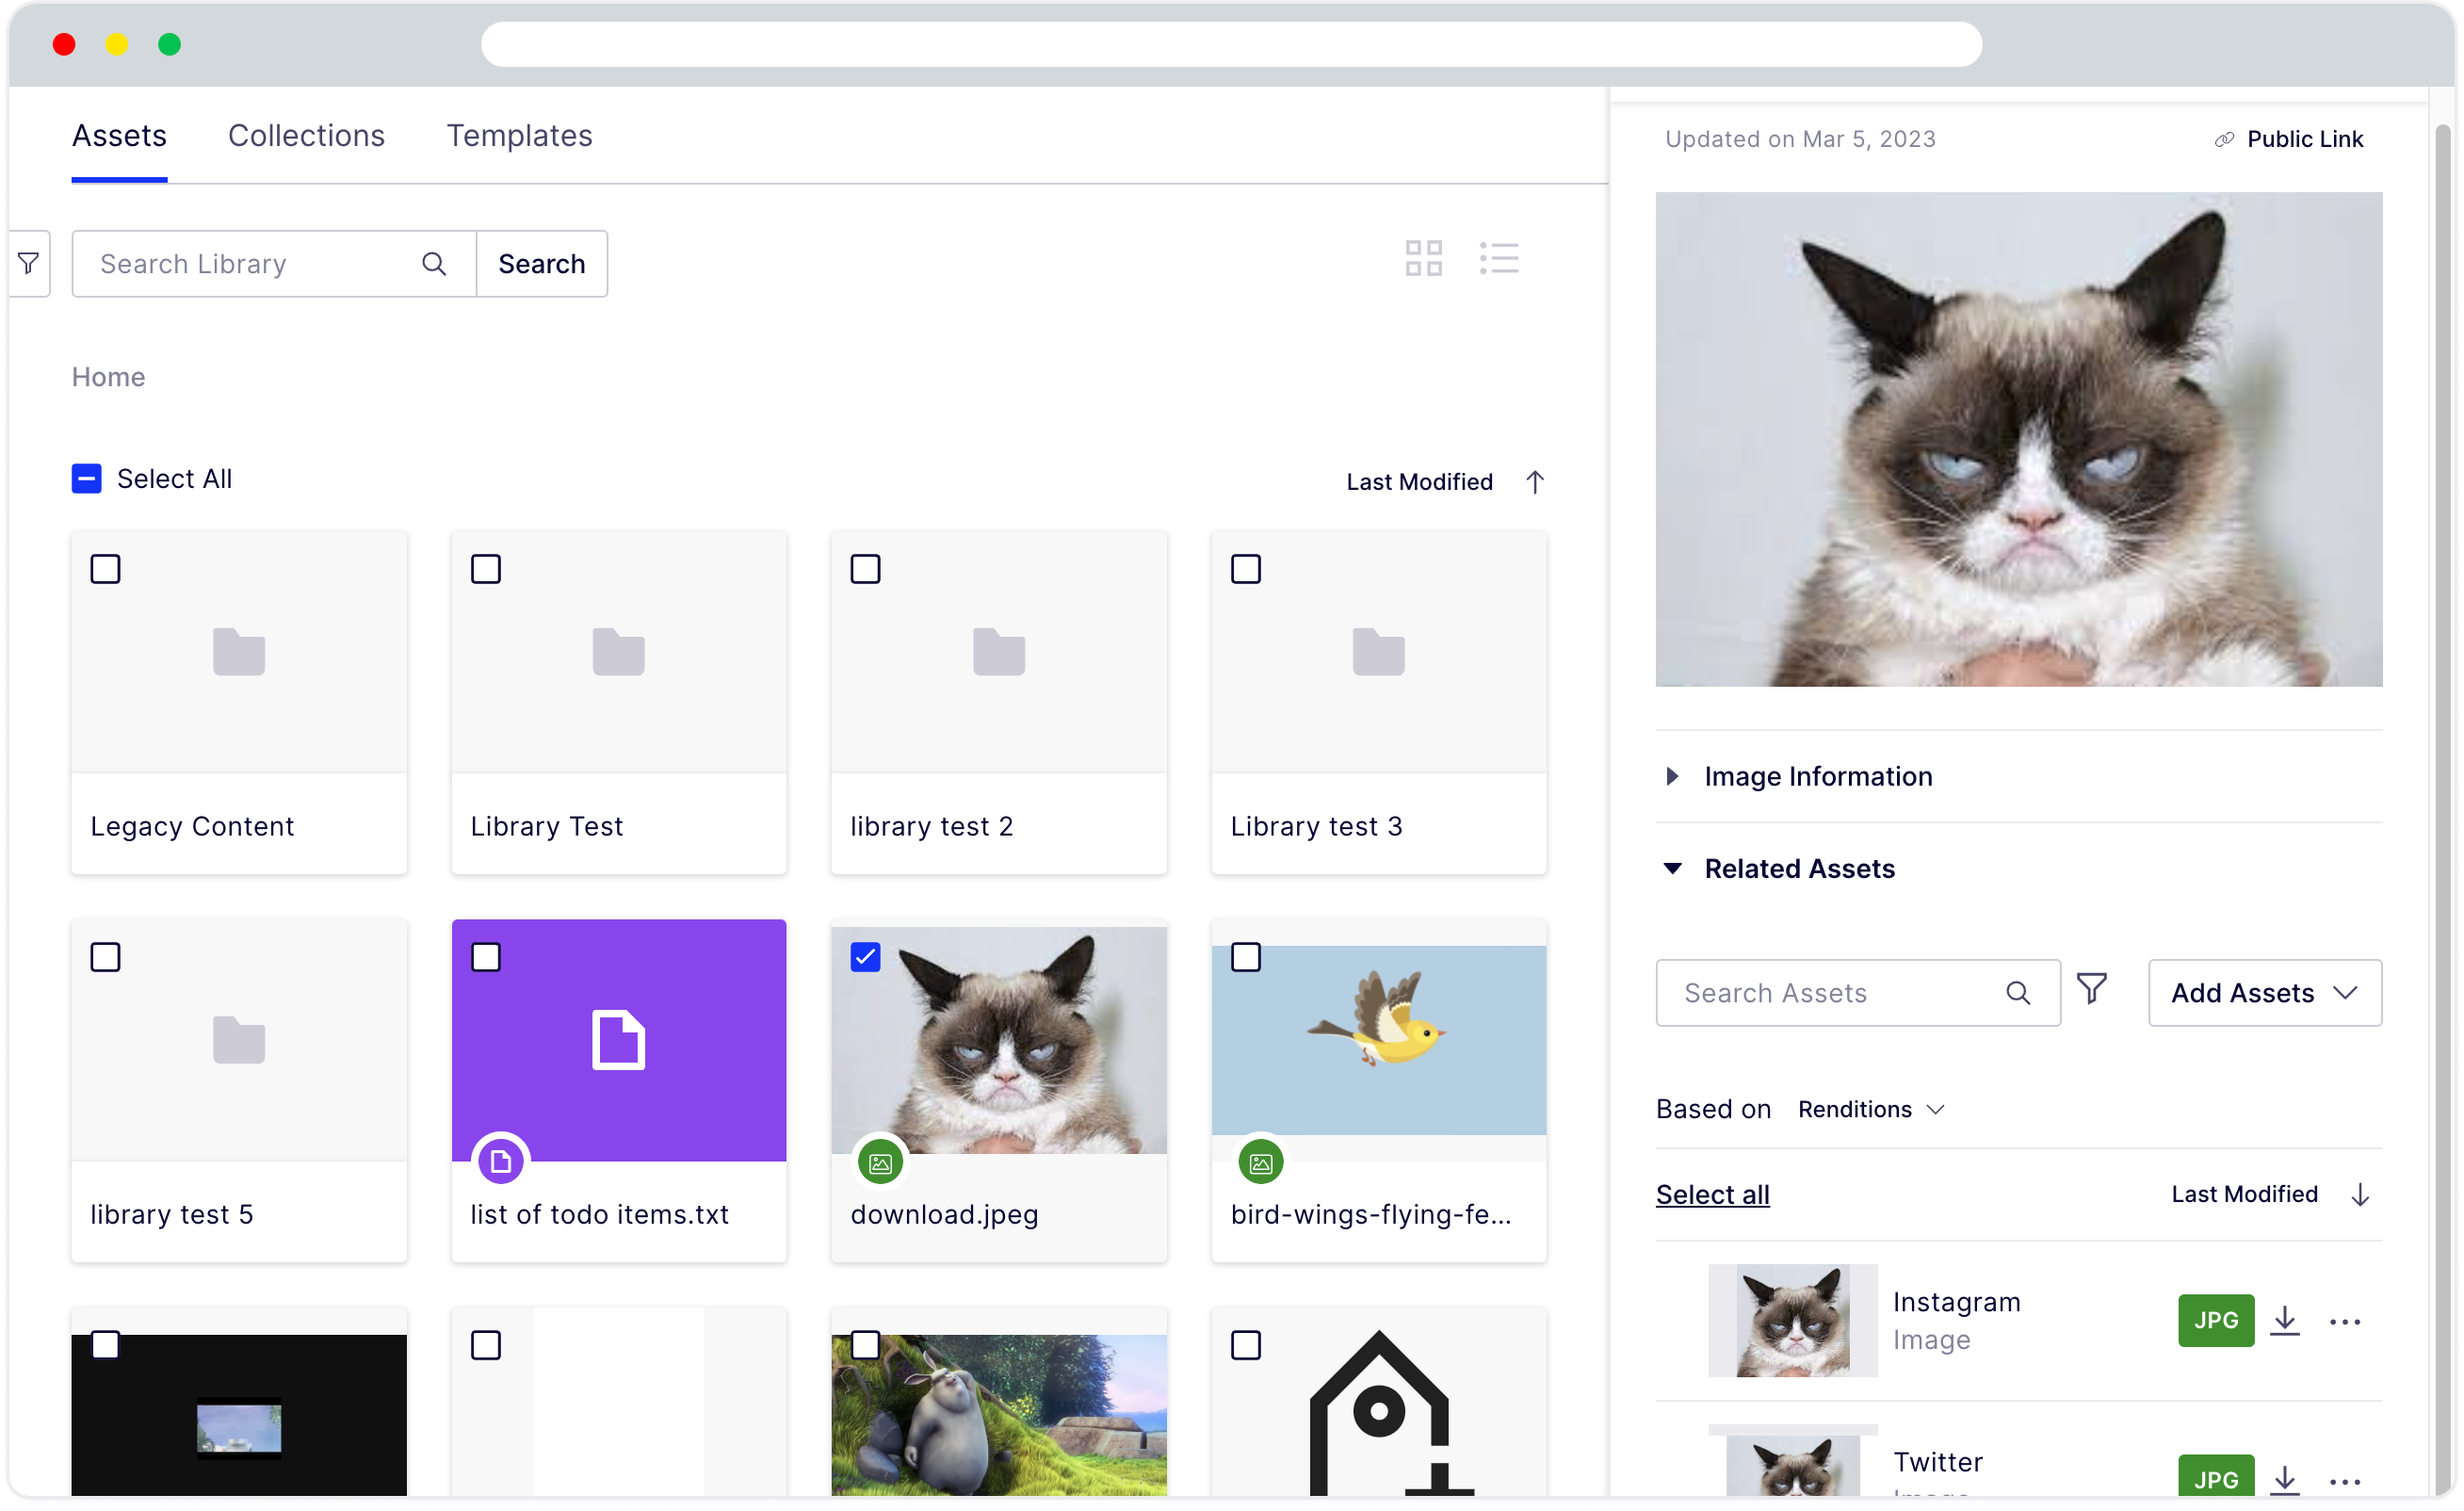 Assets Collections Templates
Search Library Search
Home
Select All Last Modified
Legacy Content Library Test library test 2 Library test 3
library test 5 list of todo items.txt download.jpeg bird-wings-flying-fe...
Updated on Mar 5, 2023 Public Link
Image Information
Related Assets
Search Assets Add Assets
Based on Renditions
Select all Last Modified
Instagram JPG
Image
Twitter JPG
Image